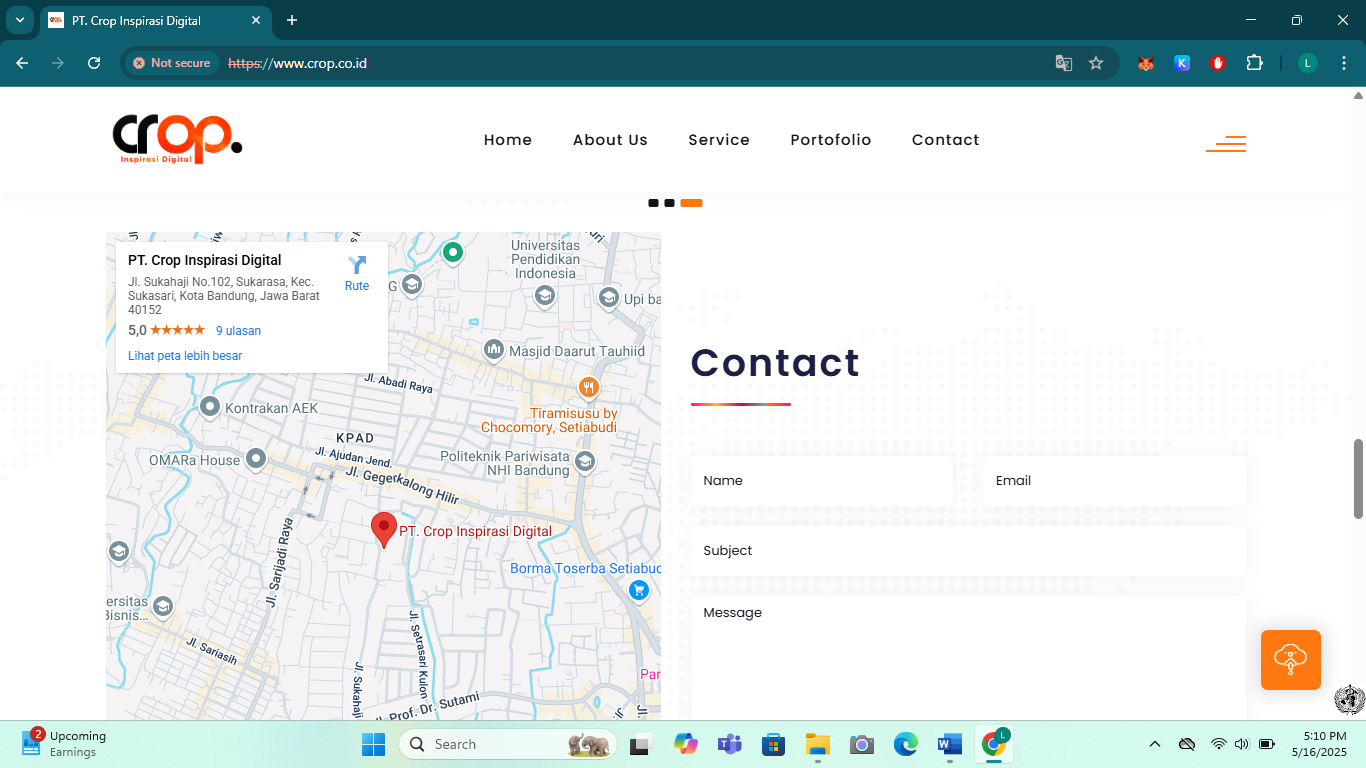 PT. Crop Inspirasi Digital
Not secure
https://www.crop.co.id
L
crop.
Inspirasi Digital
Home
About Us
Service
Portofolio
Contact
PT. Crop Inspirasi Digital
Jl. Sukahaji No.102, Sukarasa, Kec.
Sukasari, Kota Bandung, Jawa Barat
40152
5,0
9 ulasan
Lihat peta lebih besar
Rute
Universitas
Pendidikan
Indonesia
Upi ba
Masjid Daarut Tauhiid
Jl. Abadi Raya
Kontrakan AEK
Tiramisusu by
Chocomory, Setiabudi
KPAD
OMARa House
Jl. Ajudan Jend.
Politeknik Pariwisata
NHI Bandung
Jl. Gegerkalong Hilir
PT. Crop Inspirasi Digital
Jl. Sarijadi Raya
Borma Toserba Setiabud
ersitas
Bisnis...
Jl. Sariasih
Jl. Setrasari Kulon
Par
Jl. Sukahaji
Jl. Prof. Dr. Sutami
Jl.
Contact
Name
Email
Subject
Message
2
Upcoming
Earnings
Search
L
5:10 PM
5/16/2025